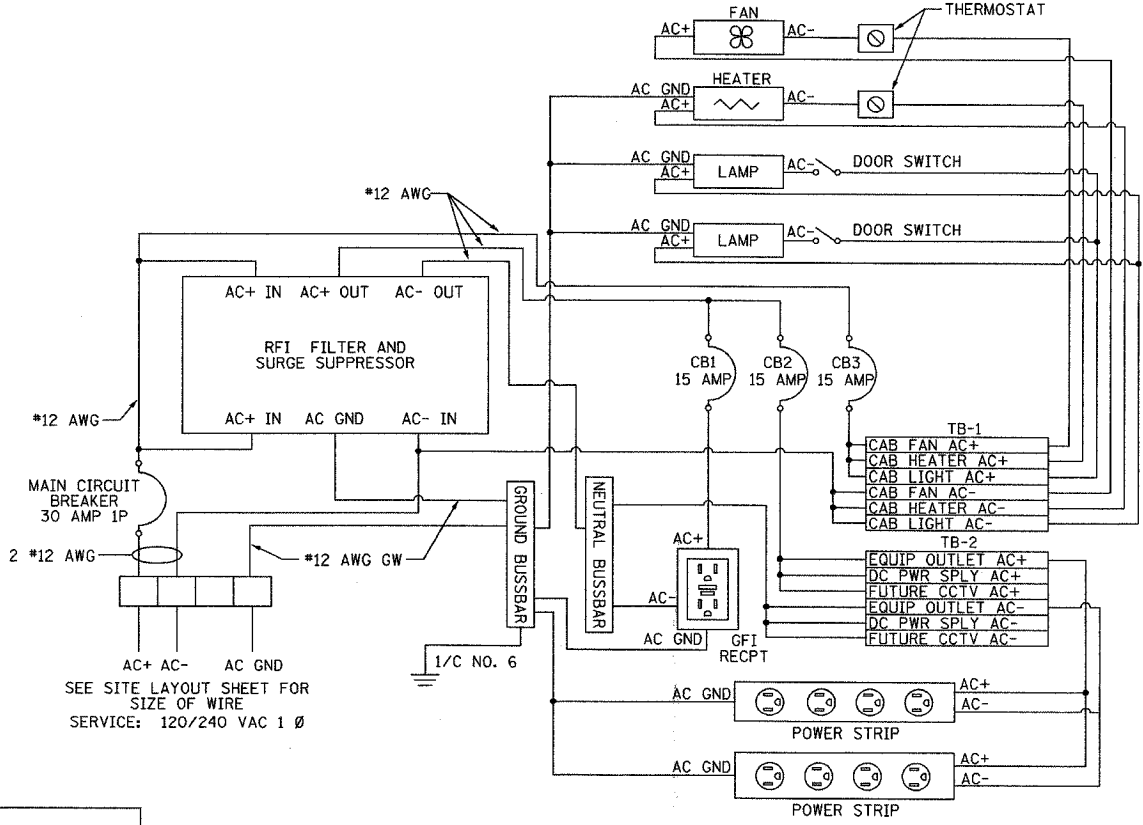 THERMOSTAT
FAN
AC+
AC-
HEATER
AC GND
AC+
AC-
AC GND
AC+
LAMP
AC-
DOOR SWITCH
#12 AWG
AC GND
AC+
LAMP
AC-
DOOR SWITCH
AC+ IN
AC+ OUT
AC- OUT
RFI FILTER AND
SURGE SUPPRESSOR
CB1
15 AMP
CB2
15 AMP
CB3
15 AMP
#12 AWG
AC+ IN
AC GND
AC- IN
TB-1
CAB FAN AC+
CAB HEATER AC+
CAB LIGHT AC+
CAB FAN AC-
CAB HEATER AC-
CAB LIGHT AC-
MAIN CIRCUIT
BREAKER
30 AMP 1P
GROUND BUSSBAR
NEUTRAL BUSSBAR
2 #12 AWG
#12 AWG GW
AC+
TB-2
EQUIP OUTLET AC+
DC PWR SPLY AC+
FUTURE CCTV AC+
EQUIP OUTLET AC-
DC PWR SPLY AC-
FUTURE CCTV AC-
AC-
AC GND
GFI
RECPT
1/C NO. 6
AC+
AC-
AC GND
SEE SITE LAYOUT SHEET FOR
SIZE OF WIRE
SERVICE: 120/240 VAC 1 Ø
AC GND
AC+
AC-
POWER STRIP
AC GND
AC+
AC-
POWER STRIP